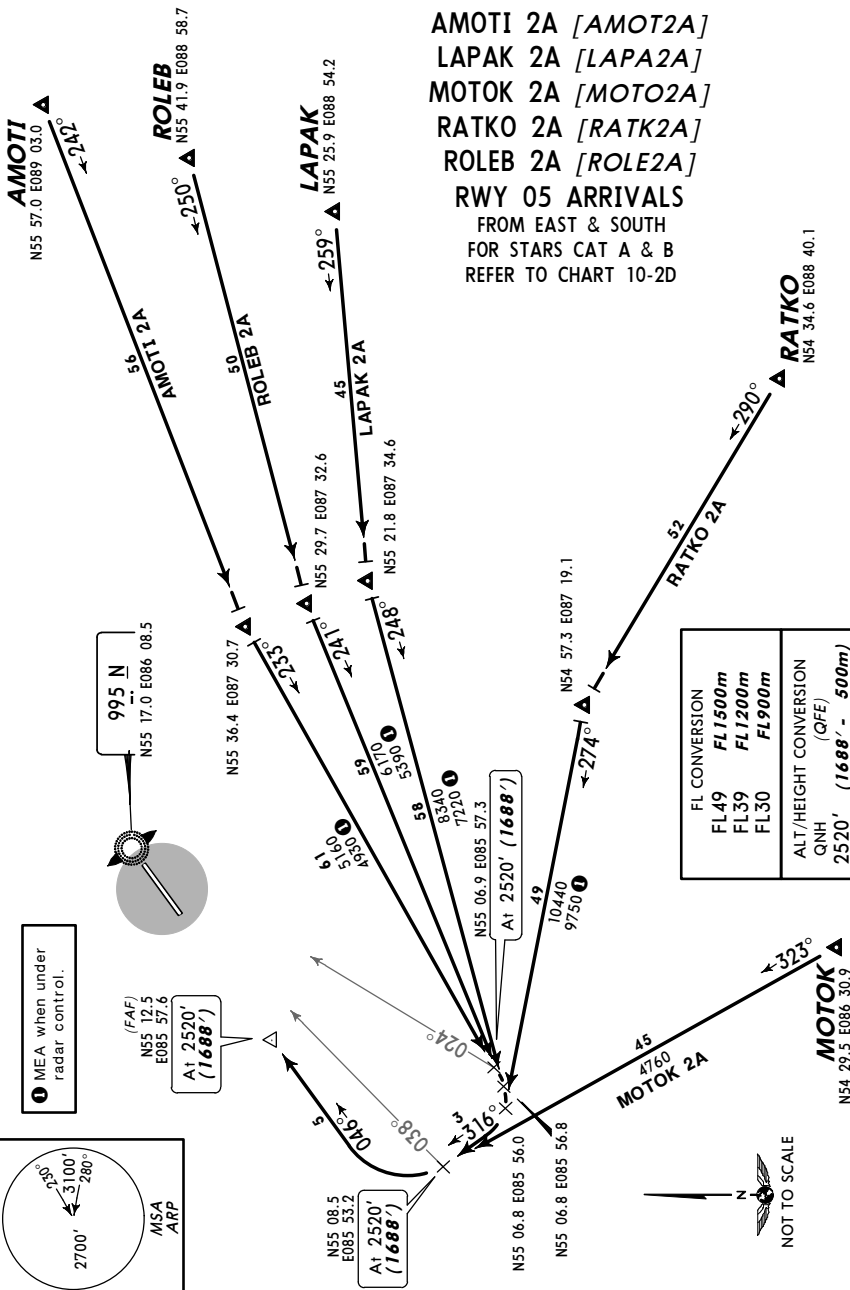 AMOTI 2A [AMOT2A]
LAPAK 2A [LAPA2A]
MOTOK 2A [MOTO2A]
RATKO 2A [RATK2A]
ROLEB 2A [ROLE2A]
RWY 05 ARRIVALS
FROM EAST & SOUTH
FOR STARS CAT A & B
REFER TO CHART 10-2D
AMOTI
N55 57.0 E089 03.0
242°
56
AMOTI 2A
ROLEB
N55 41.9 E088 58.7
250°
50
ROLEB 2A
LAPAK
N55 25.9 E088 54.2
259°
45
LAPAK 2A
RATKO
N54 34.6 E088 40.1
290°
52
RATKO 2A
995 N
N55 17.0 E086 08.5
N55 36.4 E087 30.7
233°
61
5160
4930 1
N55 29.7 E087 32.6
241°
59
6170
5390 1
N55 21.8 E087 34.6
248°
58
8340
7220 1
N54 57.3 E087 19.1
274°
49
10440
9750 1
N55 06.9 E085 57.3
At 2520' (1688')
1 MEA when under
radar control.
(FAF)
N55 12.5
E085 57.6
At 2520'
(1688')
024°
038°
5
046°
3
316°
N55 08.5
E085 53.2
At 2520'
(1688')
N55 06.8 E085 56.0
N55 06.8 E085 56.8
MOTOK
N54 29.5 E086 30.9
323°
45
4760
MOTOK 2A
FL CONVERSION
FL49 FL1500m
FL39 FL1200m
FL30 FL900m
ALT/HEIGHT CONVERSION
QNH (QFE)
2520' (1688' - 500m)
230°
3100'
280°
2700'
MSA
ARP
N
NOT TO SCALE